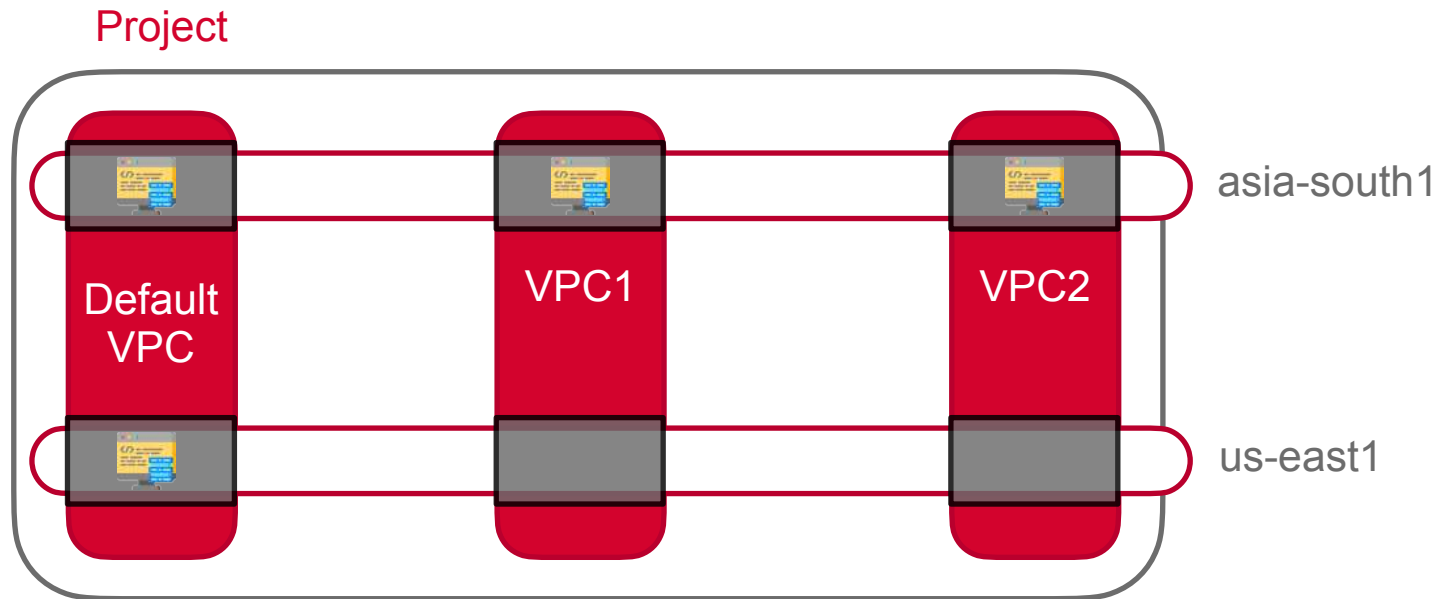 Project
asia-south1
Default
VPC
VPC1
VPC2
us-east1